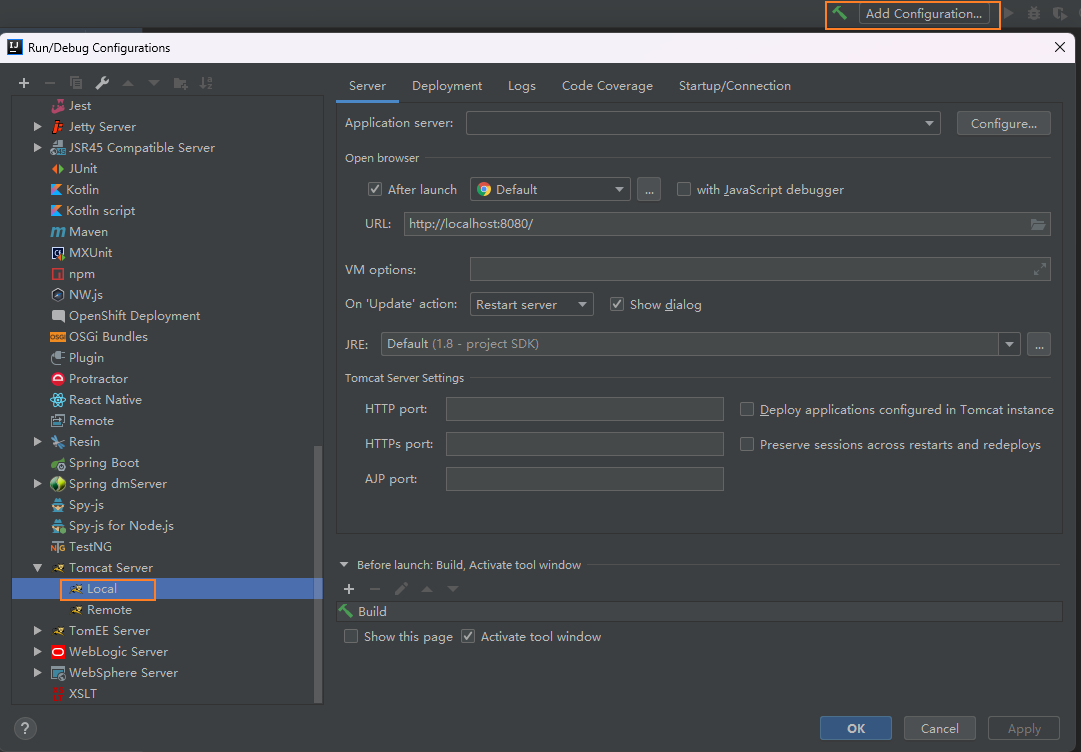 Add Configuration...
Run/Debug Configurations
Jest
Jetty Server
JSR45 Compatible Server
JUnit
Kotlin
Kotlin script
Maven
MXUnit
npm
NW.js
OpenShift Deployment
OSGi Bundles
Plugin
Protractor
React Native
Remote
Resin
Spring Boot
Spring dmServer
Spy-js
Spy-js for Node.js
TestNG
Tomcat Server
Local
Remote
TomEE Server
WebLogic Server
WebSphere Server
XSLT
Server Deployment Logs Code Coverage Startup/Connection
Application server: Configure...
Open browser
After launch Default ... with JavaScript debugger
URL: http://localhost:8080/
VM options:
On 'Update' action: Restart server Show dialog
JRE: Default (1.8 - project SDK) ...
Tomcat Server Settings
HTTP port: Deploy applications configured in Tomcat instance
HTTPs port: Preserve sessions across restarts and redeploys
AJP port:
Before launch: Build, Activate tool window
Build
Show this page Activate tool window
? OK Cancel Apply